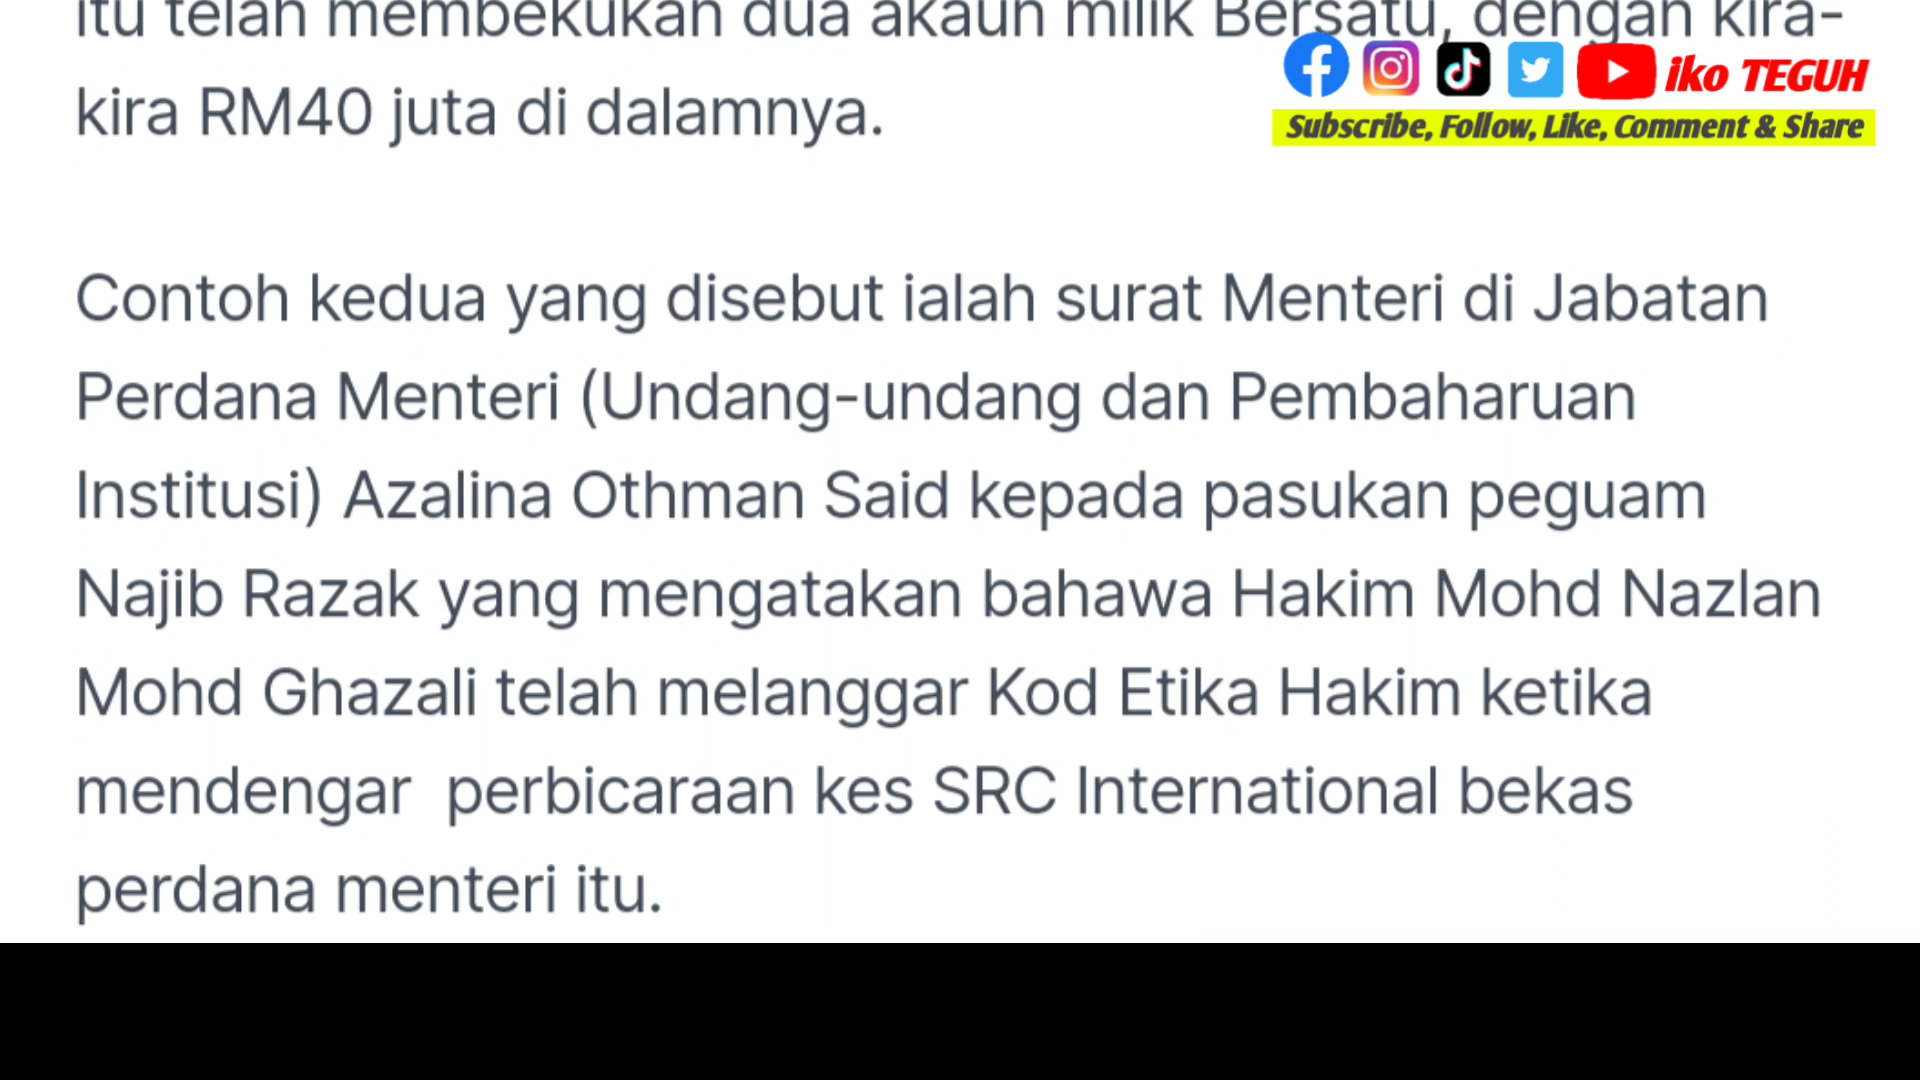 itu telah membekukan dua akaun milik Bersatu, dengan kira-
kira RM40 juta di dalamnya.
iko TEGUH
Subscribe, Follow, Like, Comment & Share
Contoh kedua yang disebut ialah surat Menteri di Jabatan
Perdana Menteri (Undang-undang dan Pembaharuan
Institusi) Azalina Othman Said kepada pasukan peguam
Najib Razak yang mengatakan bahawa Hakim Mohd Nazlan
Mohd Ghazali telah melanggar Kod Etika Hakim ketika
mendengar  perbicaraan kes SRC International bekas
perdana menteri itu.